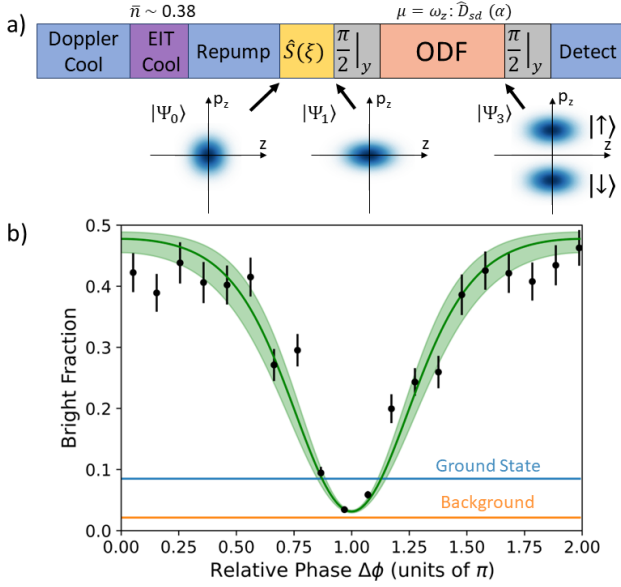 a)
n̄ ~ 0.38
μ = ω_z: D̂_sd (α)
Doppler Cool
EIT Cool
Repump
Ŝ(ξ)
π/2|_y
ODF
π/2|_y
Detect
|Ψ₀⟩
p_z
z
|Ψ₁⟩
p_z
z
|Ψ₃⟩
p_z
z
|↑⟩
|↓⟩
b)
Bright Fraction
0.5
0.4
0.3
0.2
0.1
0.0
Ground State
Background
0.00 0.25 0.50 0.75 1.00 1.25 1.50 1.75 2.00
Relative Phase Δϕ (units of π)